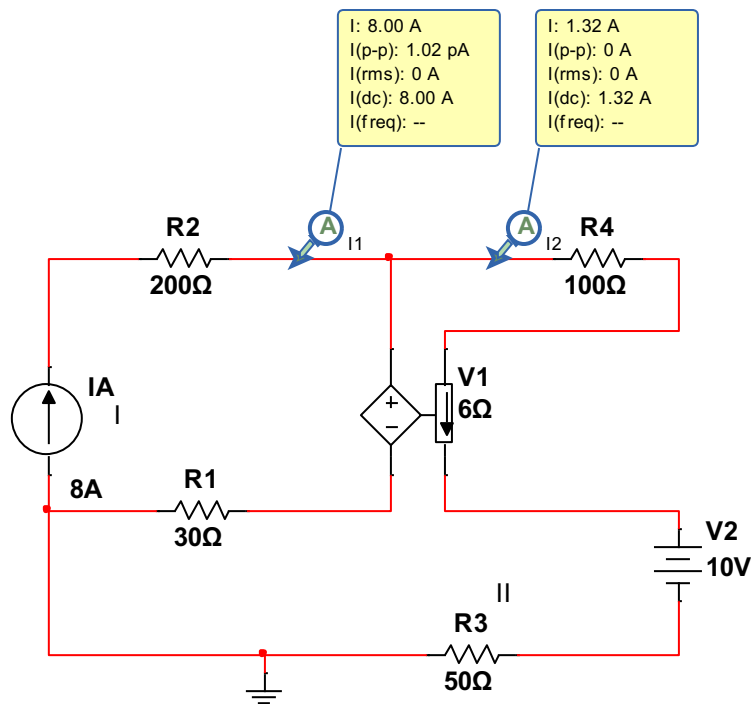 I: 8.00 A
I(p-p): 1.02 pA
I(rms): 0 A
I(dc): 8.00 A
I(freq): --
I: 1.32 A
I(p-p): 0 A
I(rms): 0 A
I(dc): 1.32 A
I(freq): --
A
I1
A
I2
R2
200Ω
R4
100Ω
IA
I
8A
+
−
V1
6Ω
R1
30Ω
V2
10V
II
R3
50Ω